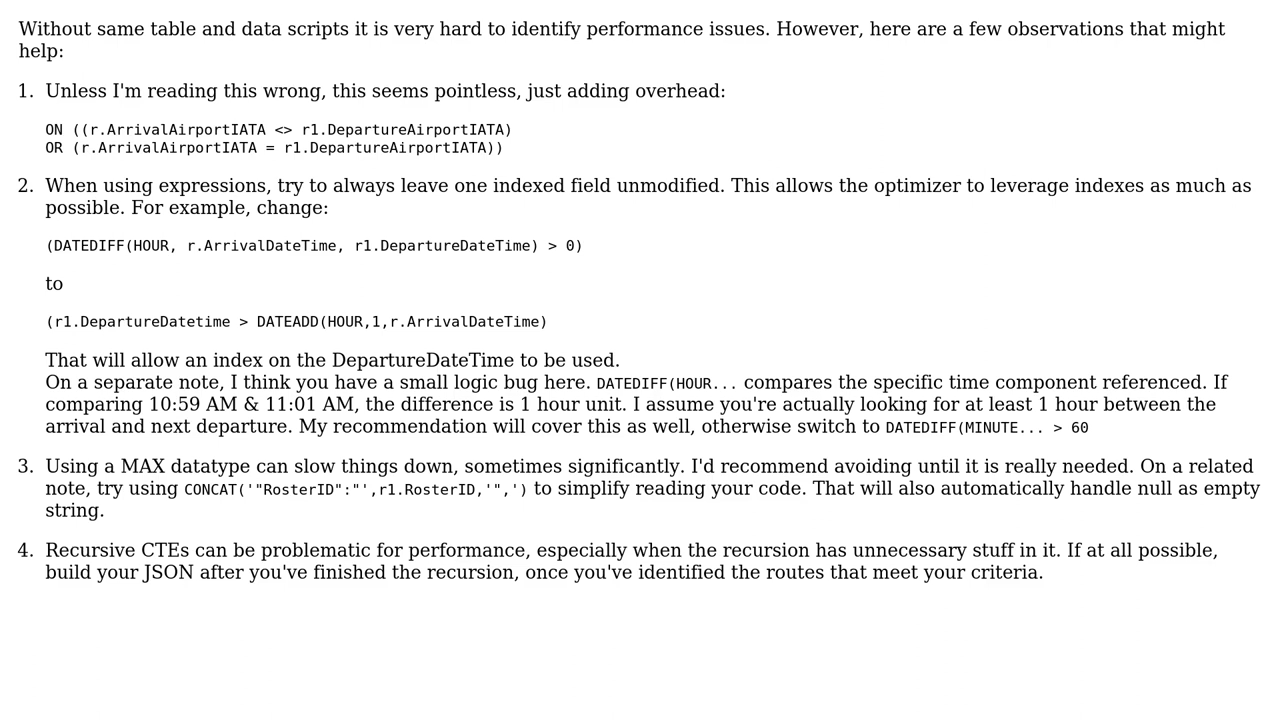 Without same table and data scripts it is very hard to identify performance issues. However, here are a few observations that might
help:
1. Unless I'm reading this wrong, this seems pointless, just adding overhead:
ON ((r.ArrivalAirportIATA <> r1.DepartureAirportIATA)
OR (r.ArrivalAirportIATA = r1.DepartureAirportIATA))
2. When using expressions, try to always leave one indexed field unmodified. This allows the optimizer to leverage indexes as much as
possible. For example, change:
(DATEDIFF(HOUR, r.ArrivalDateTime, r1.DepartureDateTime) > 0)
to
(r1.DepartureDatetime > DATEADD(HOUR,1,r.ArrivalDateTime)
That will allow an index on the DepartureDateTime to be used.
On a separate note, I think you have a small logic bug here. DATEDIFF(HOUR... compares the specific time component referenced. If
comparing 10:59 AM & 11:01 AM, the difference is 1 hour unit. I assume you're actually looking for at least 1 hour between the
arrival and next departure. My recommendation will cover this as well, otherwise switch to DATEDIFF(MINUTE... > 60
3. Using a MAX datatype can slow things down, sometimes significantly. I'd recommend avoiding until it is really needed. On a related
note, try using CONCAT('"RosterID":"',r1.RosterID,'",') to simplify reading your code. That will also automatically handle null as empty
string.
4. Recursive CTEs can be problematic for performance, especially when the recursion has unnecessary stuff in it. If at all possible,
build your JSON after you've finished the recursion, once you've identified the routes that meet your criteria.